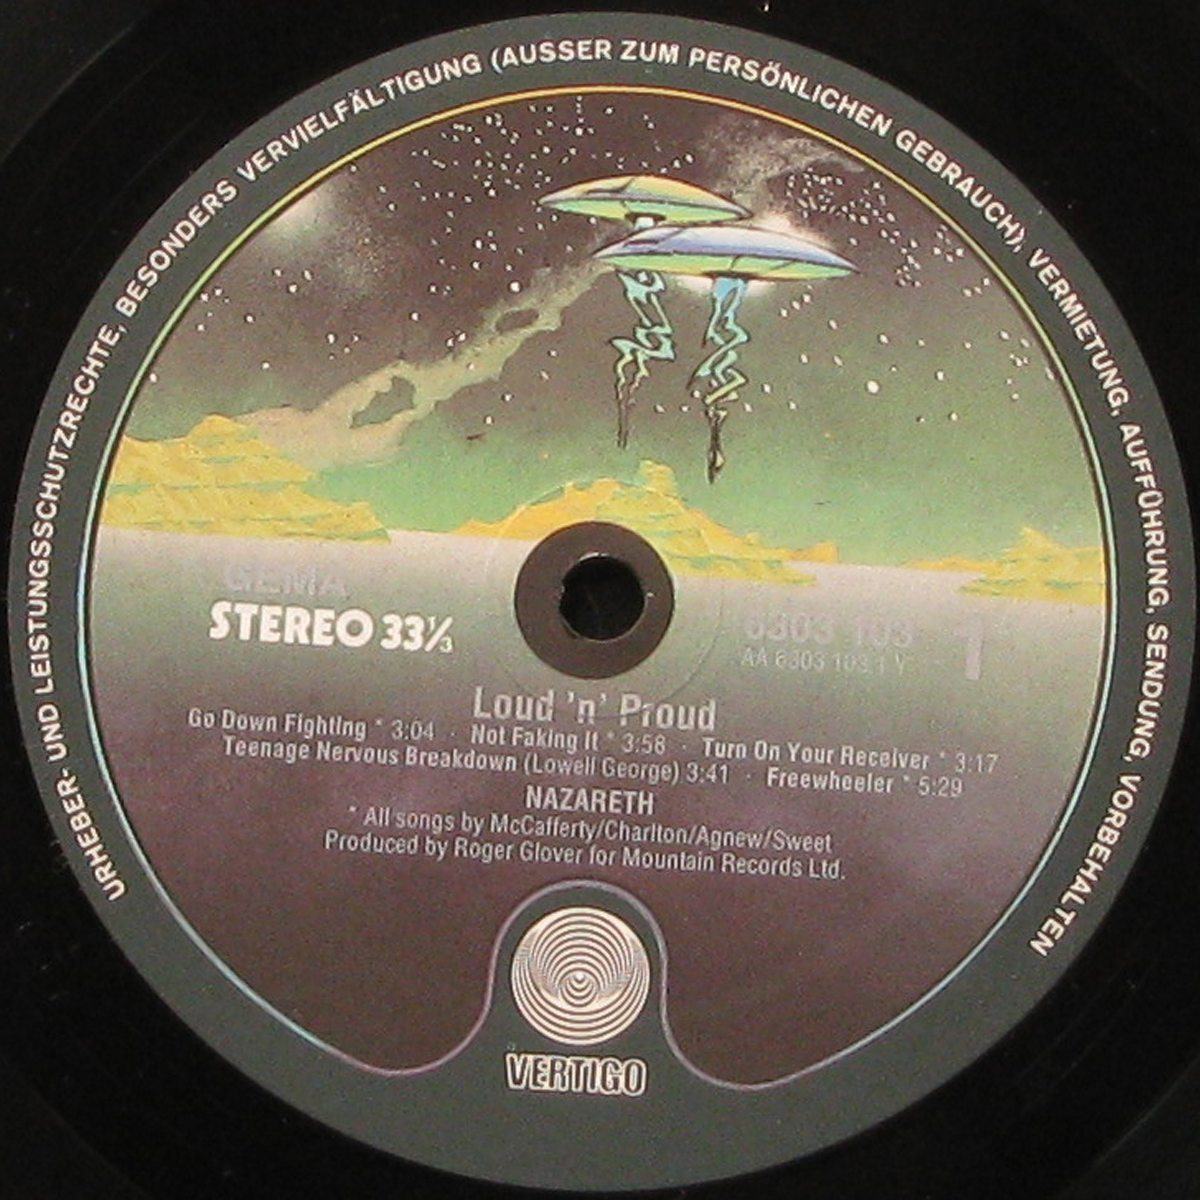 URHEBER- UND LEISTUNGSSCHUTZRECHTE, BESONDERS VERVIELFÄLTIGUNG (AUSSER ZUM PERSÖNLICHEN GEBRAUCH), VERMIETUNG, AUFFÜHRUNG, SENDUNG, VORBEHALTEN
GEMA
STEREO 33⅓
6303 103
AA 6303 103 1 Y
1
Loud 'n' Proud
Go Down Fighting * 3:04 · Not Faking It * 3:58 · Turn On Your Receiver * 3:17
Teenage Nervous Breakdown (Lowell George) 3:41 · Freewheeler * 5:29
NAZARETH
* All songs by McCafferty/Charlton/Agnew/Sweet
Produced by Roger Glover for Mountain Records Ltd.
VERTIGO